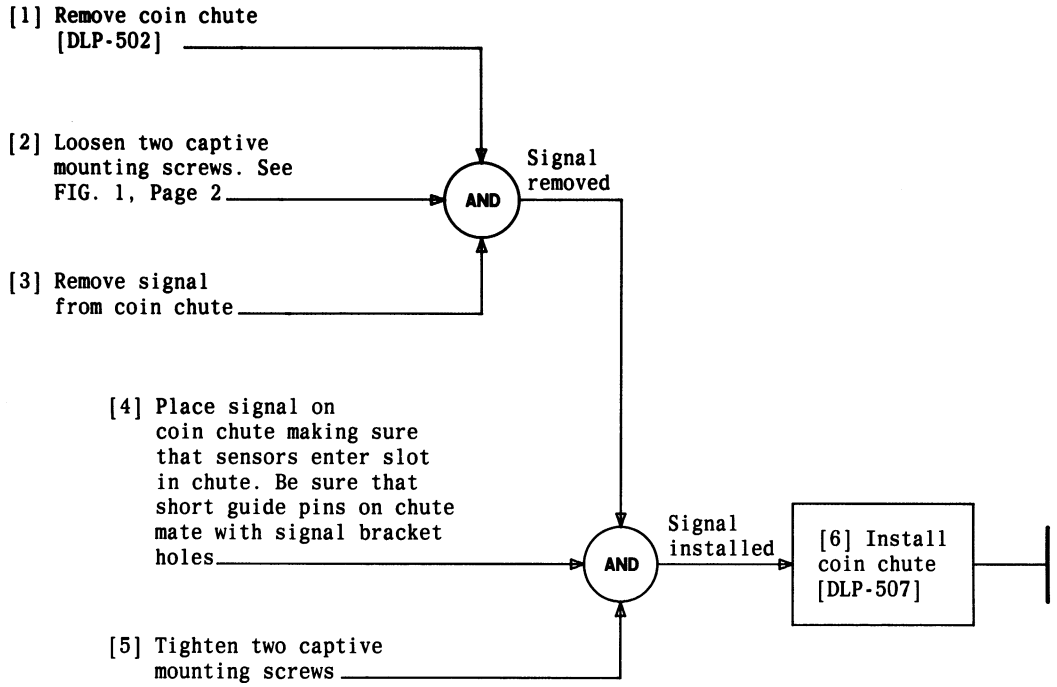 [1] Remove coin chute
[DLP-502]
[2] Loosen two captive
mounting screws. See
FIG. 1, Page 2
AND
Signal
removed
[3] Remove signal
from coin chute
[4] Place signal on
coin chute making sure
that sensors enter slot
in chute. Be sure that
short guide pins on chute
mate with signal bracket
holes
AND
Signal
installed
[6] Install
coin chute
[DLP-507]
[5] Tighten two captive
mounting screws